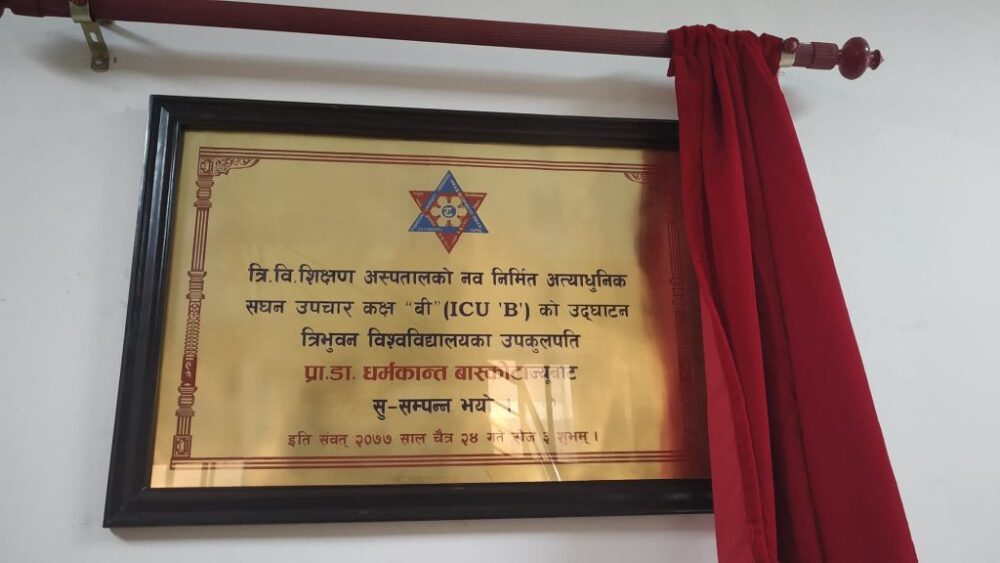 त्रि.वि.शिक्षण अस्पतालको नव निर्मित अत्याधुनिक
सघन उपचार कक्ष "बी"(ICU 'B') को उद्घाटन
त्रिभुवन विश्वविद्यालयका उपकुलपति
प्रा.डा. धर्मकान्त बास्कोटाज्यूबाट
सु-सम्पन्न भयो ।
इति संवत् २०७७ साल चैत्र २४ गते रोज ३ शुभम् ।